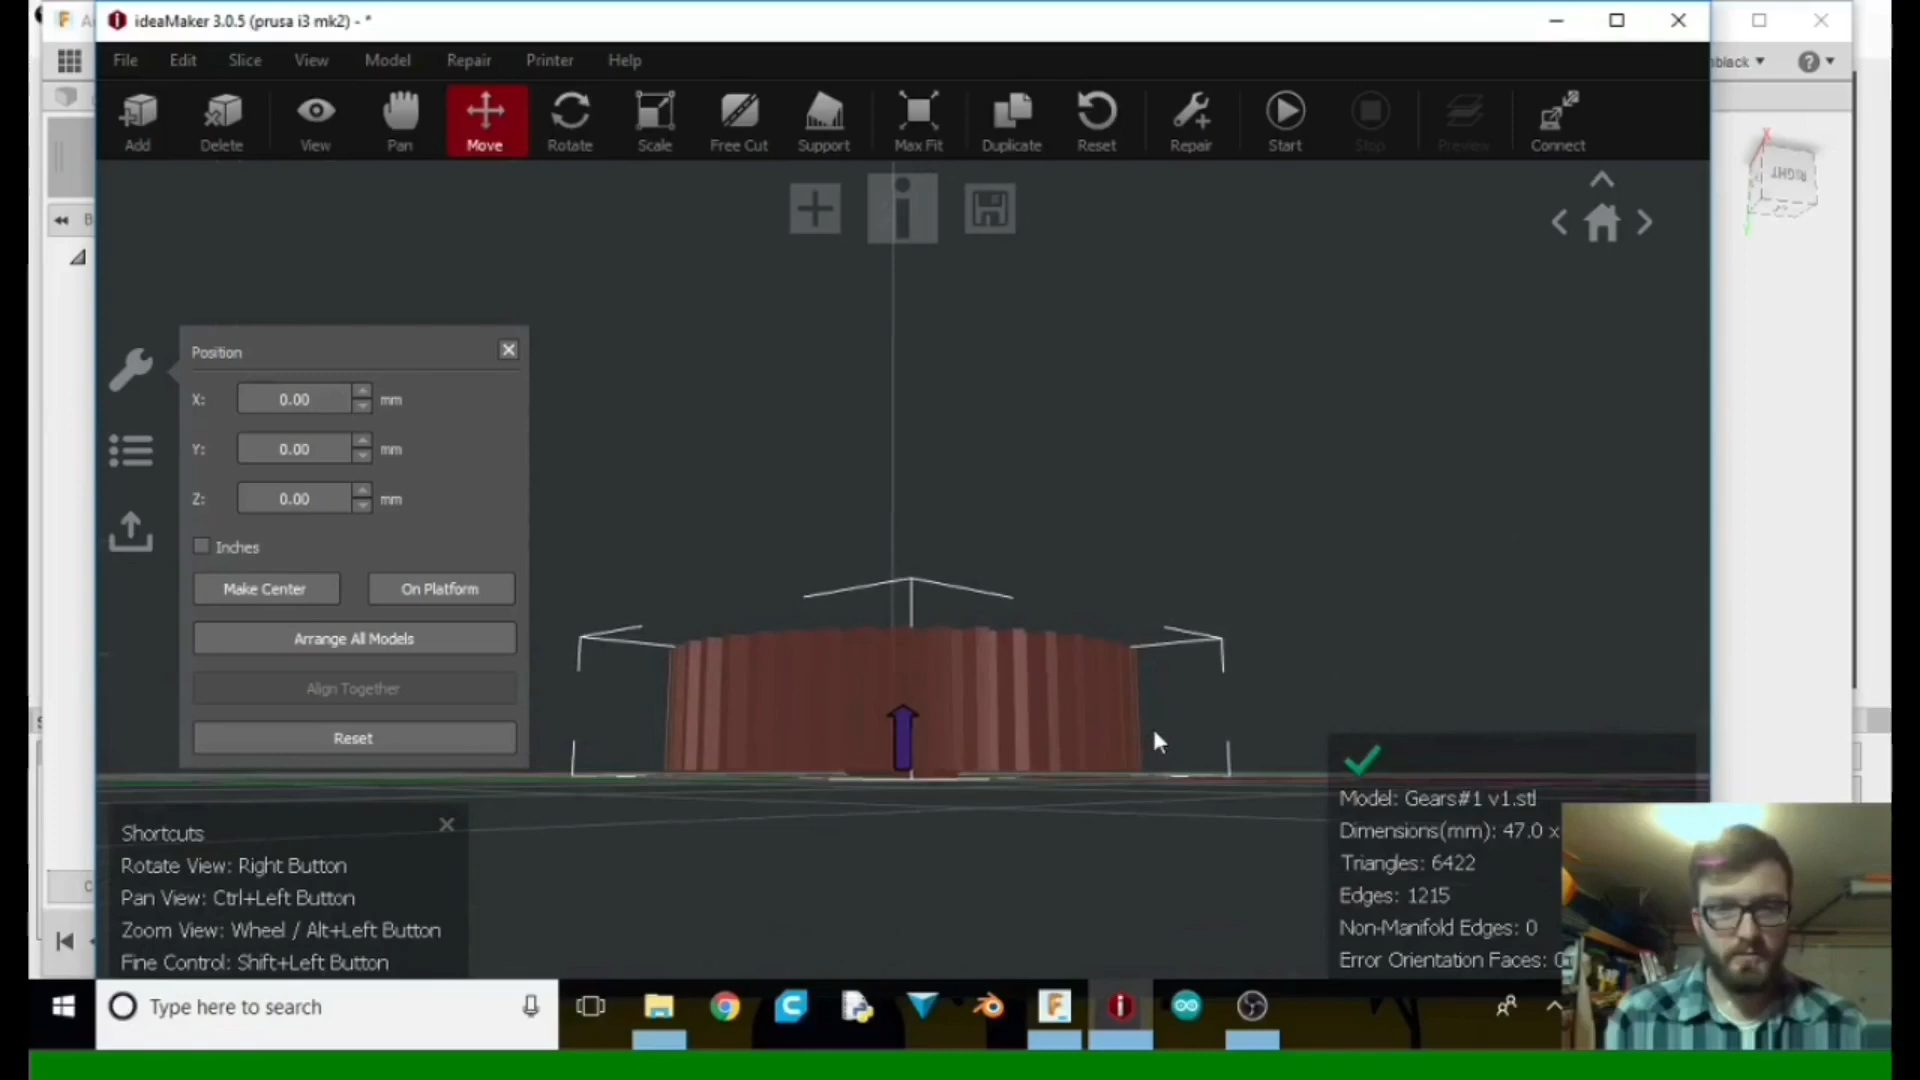 ideaMaker 3.0.5 (prusa i3 mk2) - *
File Edit Slice View Model Repair Printer Help
black
Add Delete View Pan Move Rotate Scale Free Cut Support Max Fit Duplicate Reset Repair Start Stop Preview Connect
RIGHT
B
Position
X: 0.00 mm
Y: 0.00 mm
Z: 0.00 mm
Inches
Make Center On Platform
Arrange All Models
Align Together
Reset
Shortcuts
Rotate View: Right Button
Pan View: Ctrl+Left Button
Zoom View: Wheel / Alt+Left Button
Fine Control: Shift+Left Button
Model: Gears#1 v1.stl
Dimensions(mm): 47.0 x
Triangles: 6422
Edges: 1215
Non-Manifold Edges: 0
Error Orientation Faces: 0
Type here to search